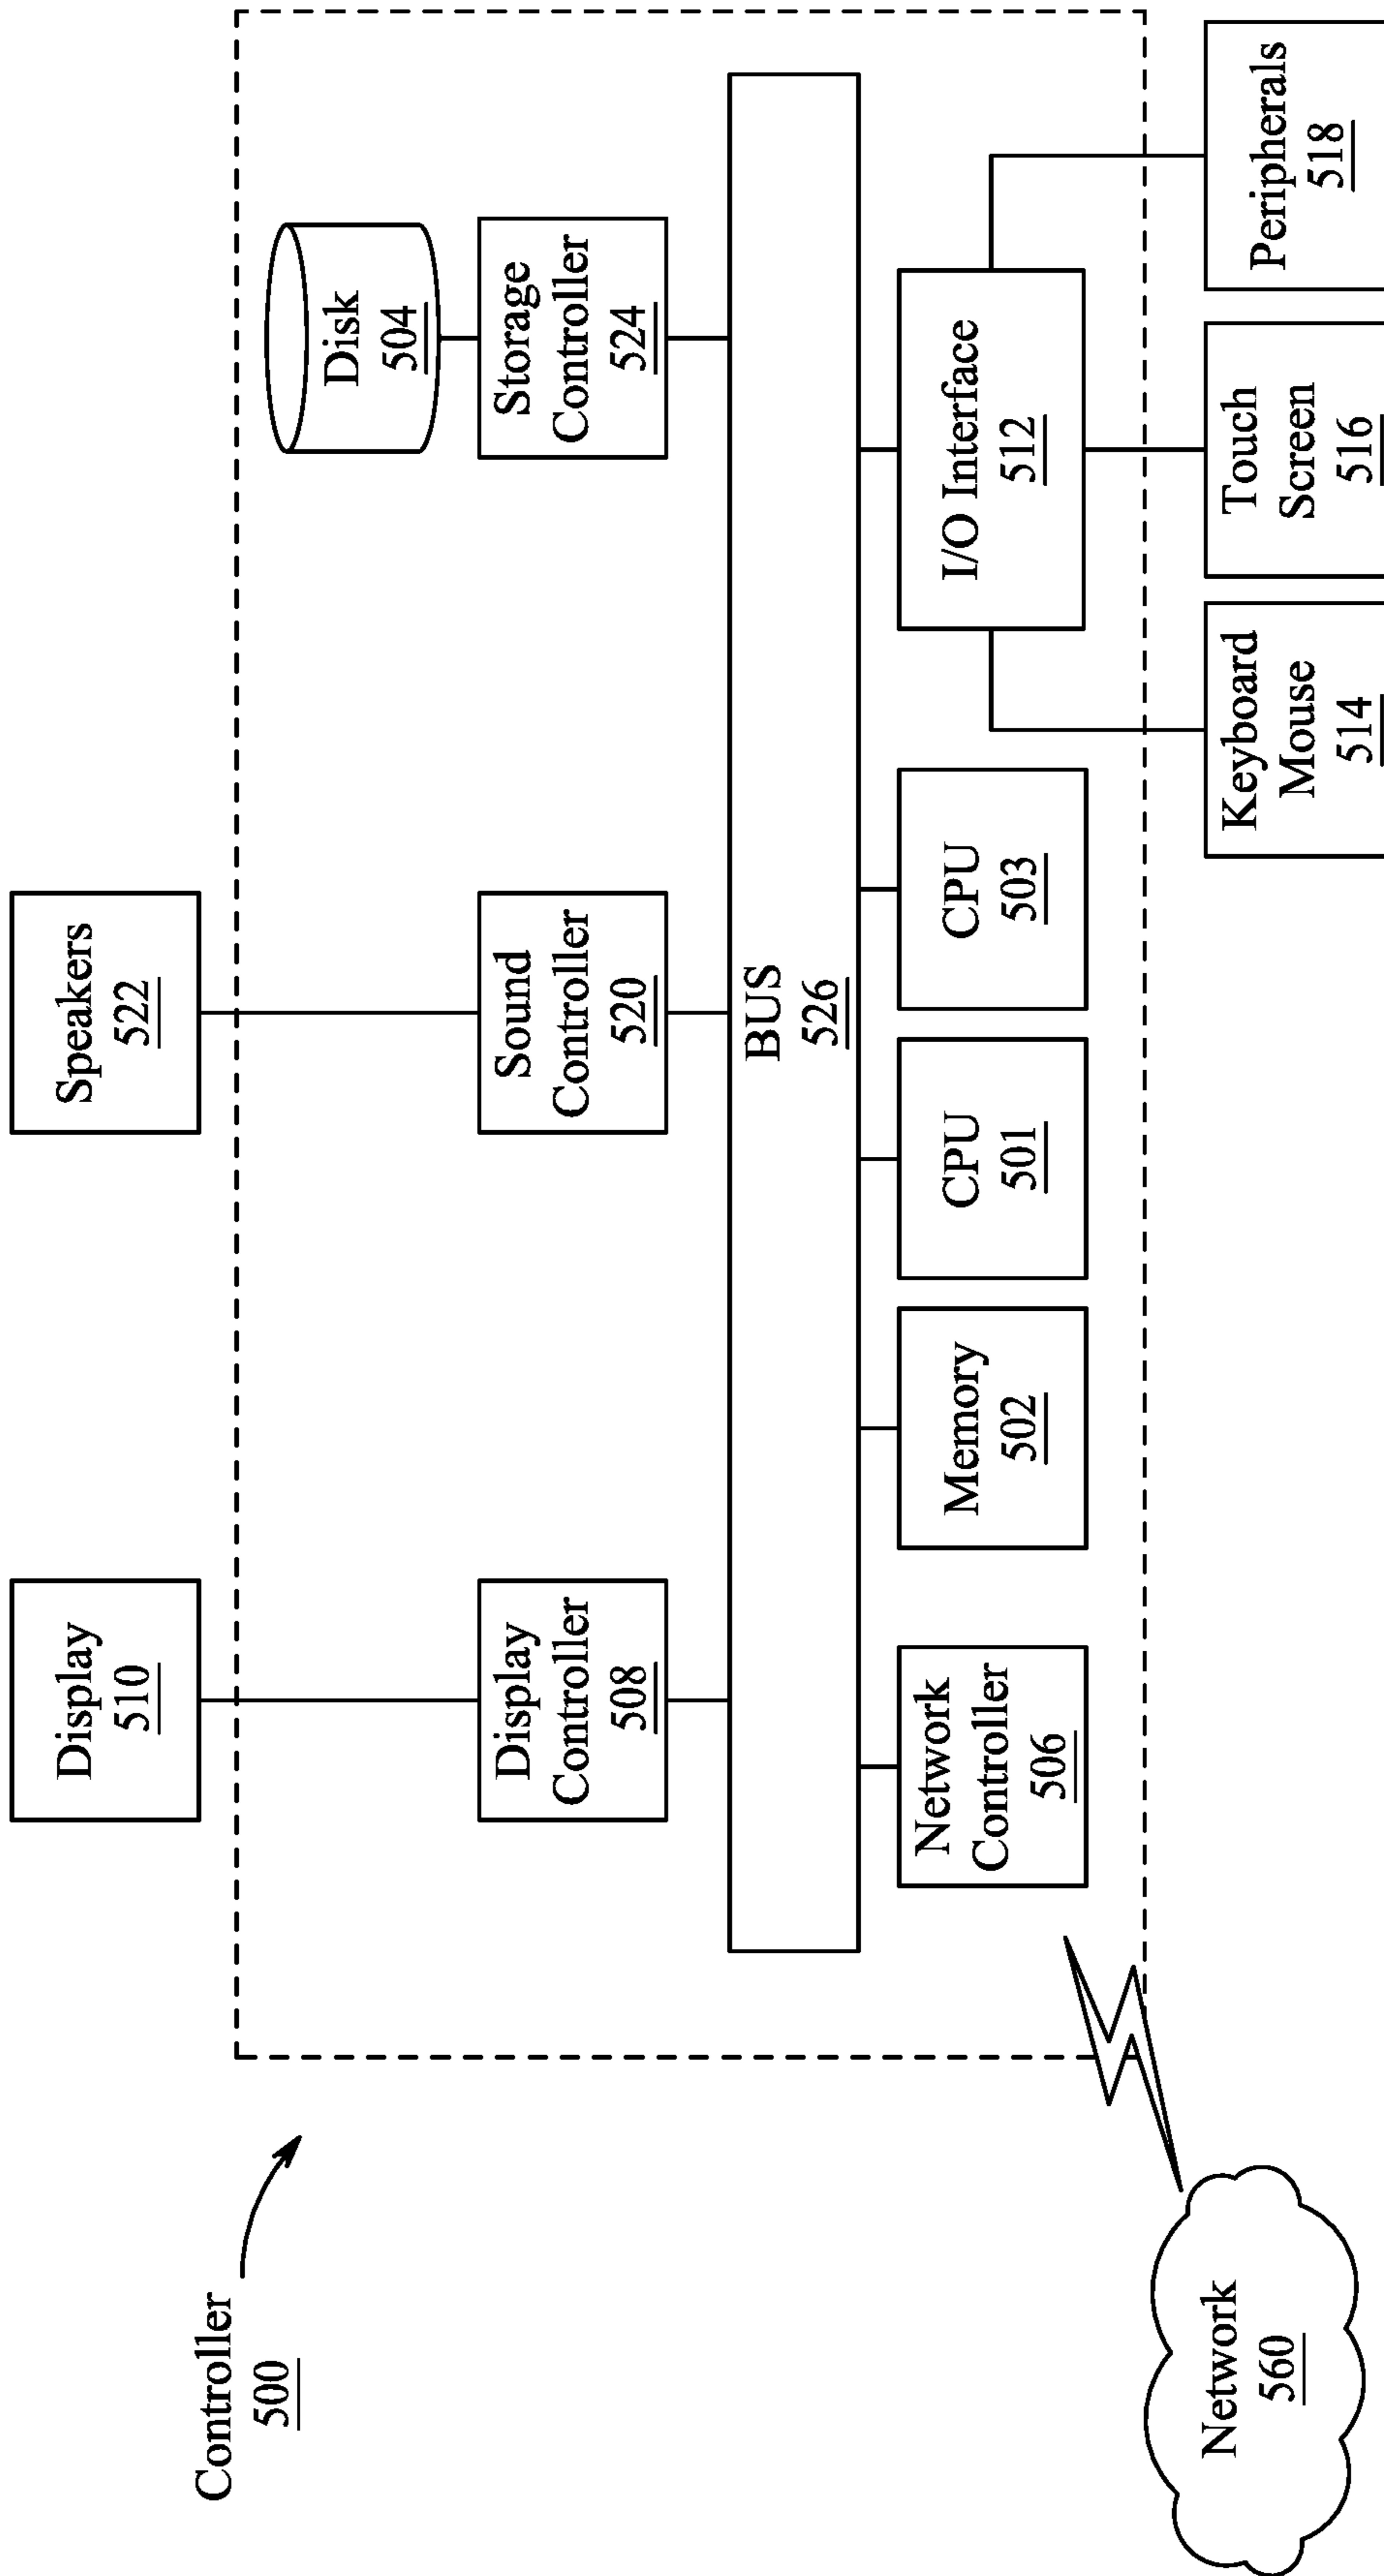 Controller
500
Display
510
Speakers
522
Disk
504
Display
Controller
508
Sound
Controller
520
Storage
Controller
524
BUS
526
Network
Controller
506
Memory
502
CPU
501
CPU
503
I/O Interface
512
Network
560
Keyboard
Mouse
514
Touch
Screen
516
Peripherals
518